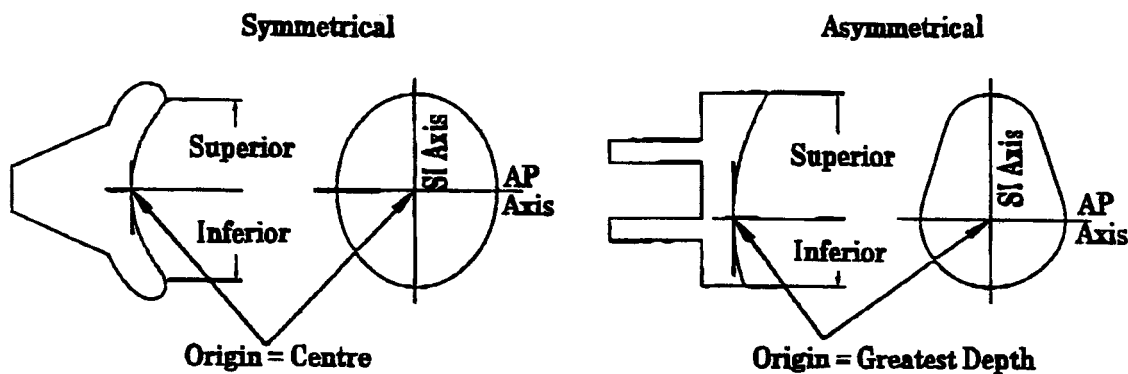 Symmetrical
Superior
Inferior
SI Axis
AP
Axis
Origin = Centre
Asymmetrical
Superior
Inferior
SI Axis
AP
Axis
Origin = Greatest Depth